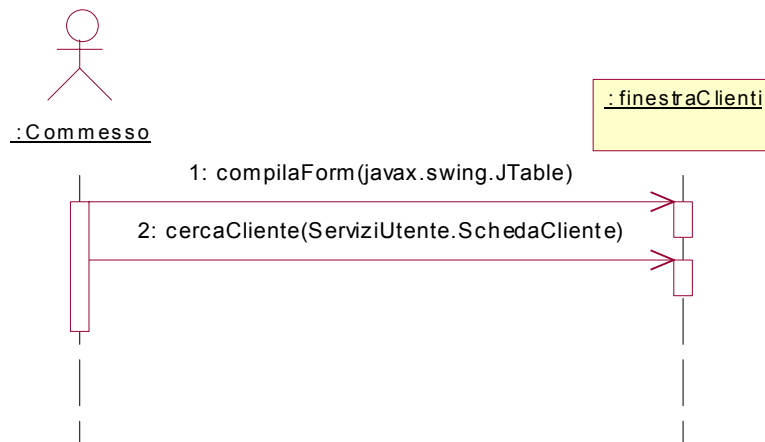 : finestraClienti
: Commesso
1: compilaForm(javax.swing.JTable)
2: cercaCliente(ServiziUtente.SchedaCliente)